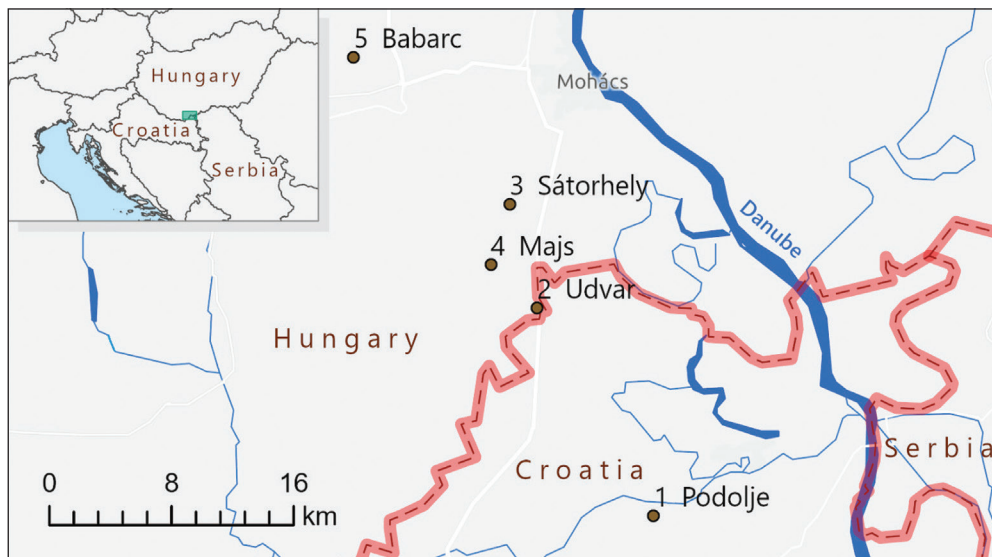 Hungary
Croatia
Serbia
5 Babarc
Mohács
3 Sátorhely
Danube
4 Majs
2 Udvar
Hungary
Croatia
Serbia
1 Podolje
0 8 16
km